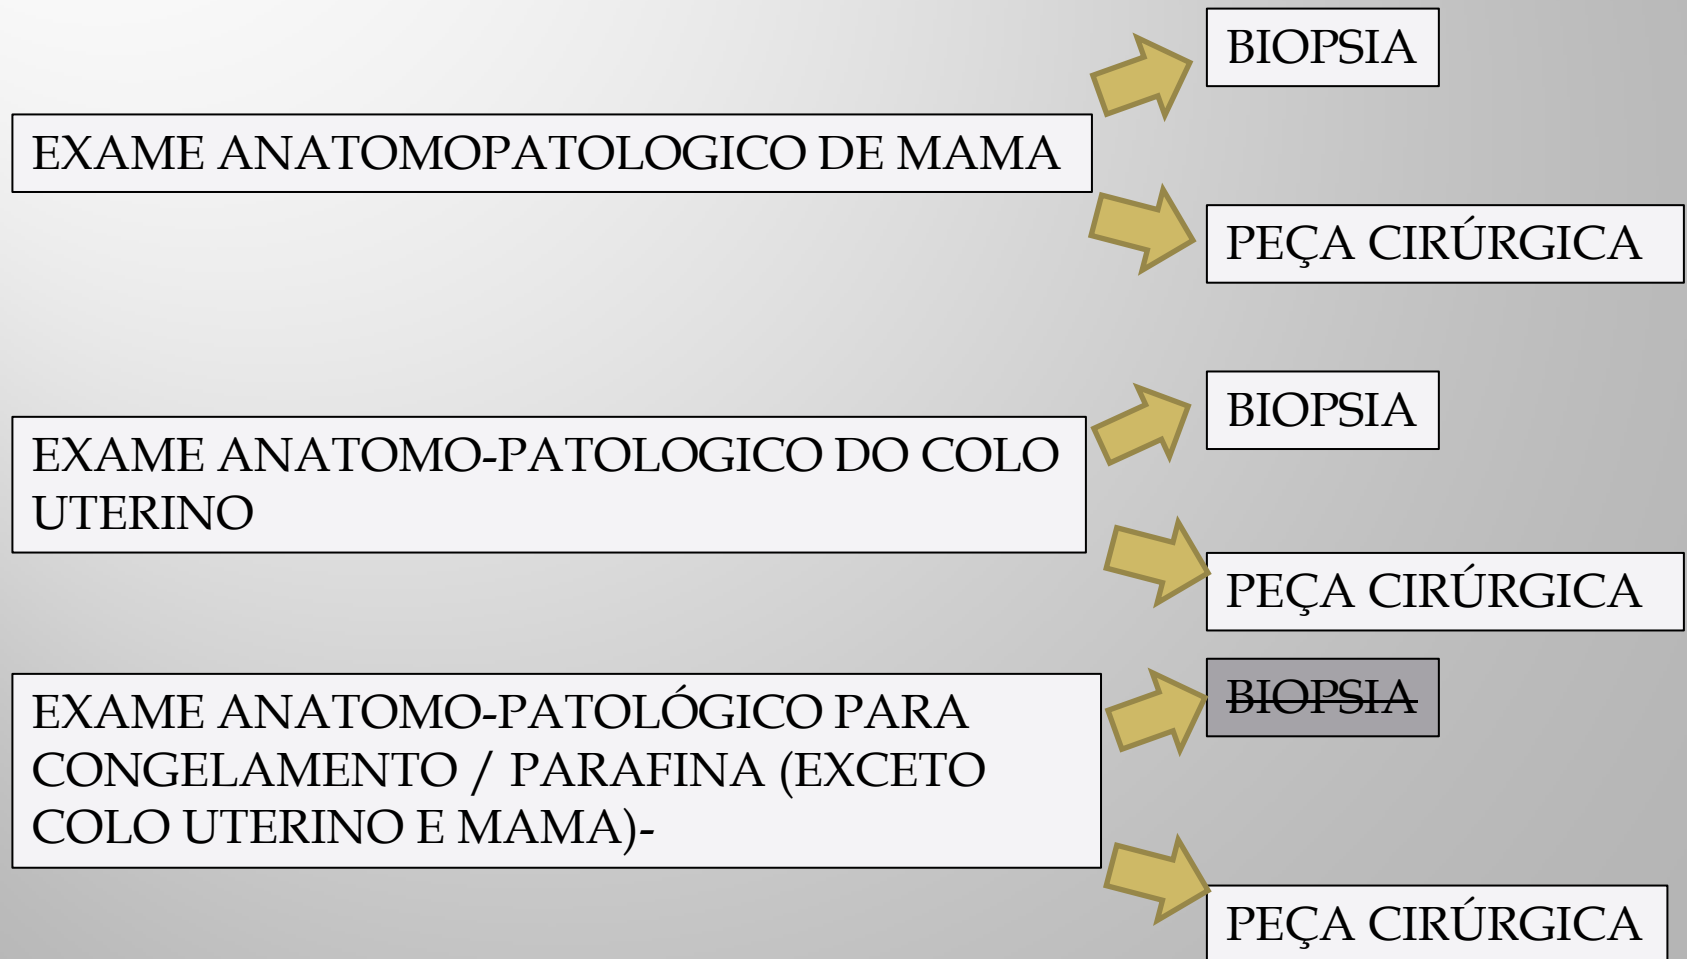 BIOPSIA
EXAME ANATOMOPATOLOGICO DE MAMA
PEÇA CIRÚRGICA
BIOPSIA
EXAME ANATOMO-PATOLOGICO DO COLO
UTERINO
PEÇA CIRÚRGICA
BIOPSIA
EXAME ANATOMO-PATOLÓGICO PARA
CONGELAMENTO / PARAFINA (EXCETO
COLO UTERINO E MAMA)-
PEÇA CIRÚRGICA